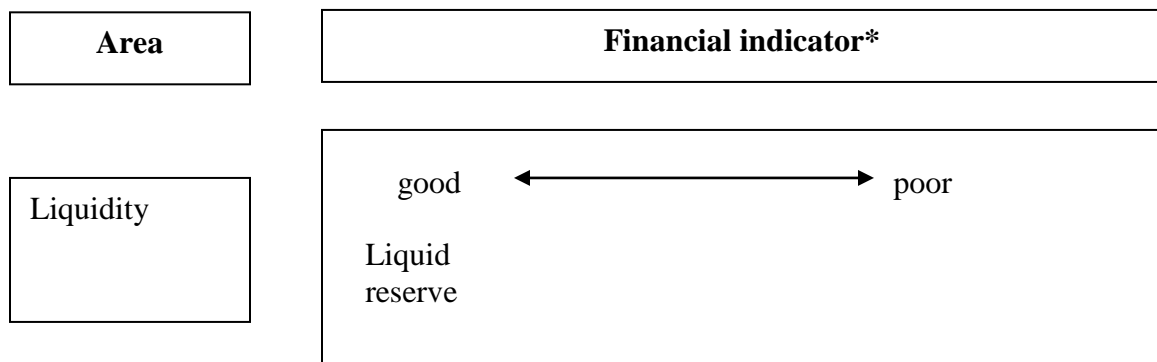 Area
Financial indicator*
Liquidity
good
poor
Liquid
reserve